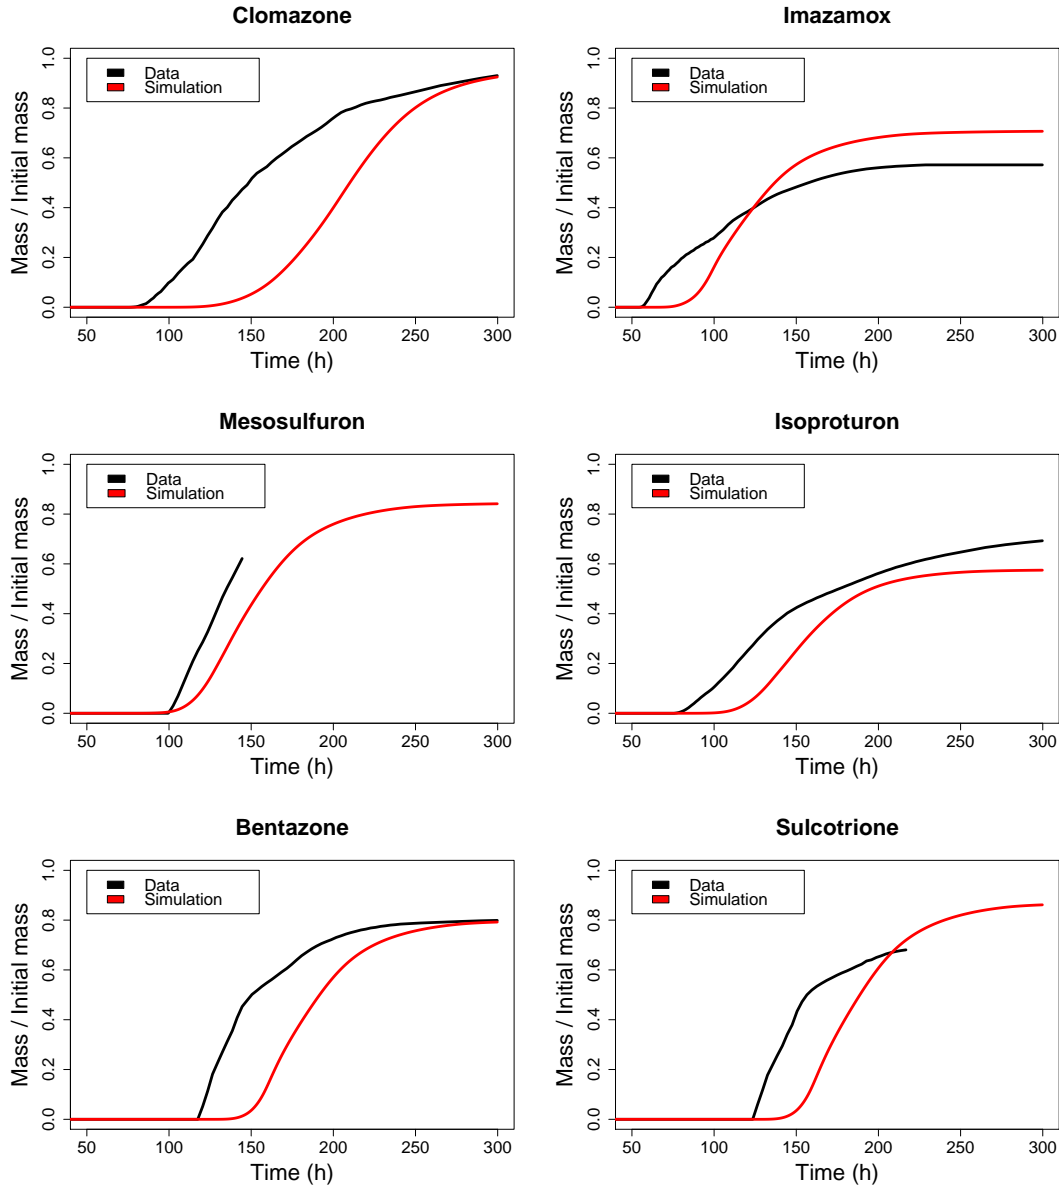 Clomazone
Mass / Initial mass
0.0 0.2 0.4 0.6 0.8 1.0
Data
Simulation
50 100 150 200 250 300
Time (h)
Imazamox
Mass / Initial mass
0.0 0.2 0.4 0.6 0.8 1.0
Data
Simulation
50 100 150 200 250 300
Time (h)
Mesosulfuron
Mass / Initial mass
0.0 0.2 0.4 0.6 0.8 1.0
Data
Simulation
50 100 150 200 250 300
Time (h)
Isoproturon
Mass / Initial mass
0.0 0.2 0.4 0.6 0.8 1.0
Data
Simulation
50 100 150 200 250 300
Time (h)
Bentazone
Mass / Initial mass
0.0 0.2 0.4 0.6 0.8 1.0
Data
Simulation
50 100 150 200 250 300
Time (h)
Sulcotrione
Mass / Initial mass
0.0 0.2 0.4 0.6 0.8 1.0
Data
Simulation
50 100 150 200 250 300
Time (h)